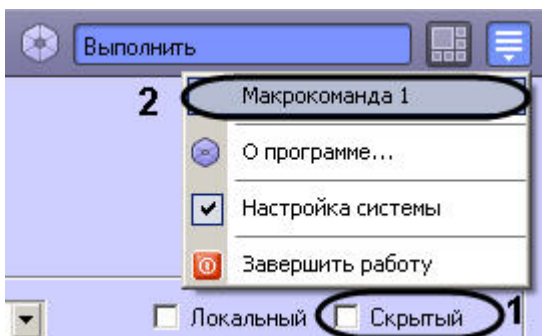 Выполнить
2 Макрокоманда 1
О программе...
Настройка системы
Завершить работу
Локальный Скрытый 1